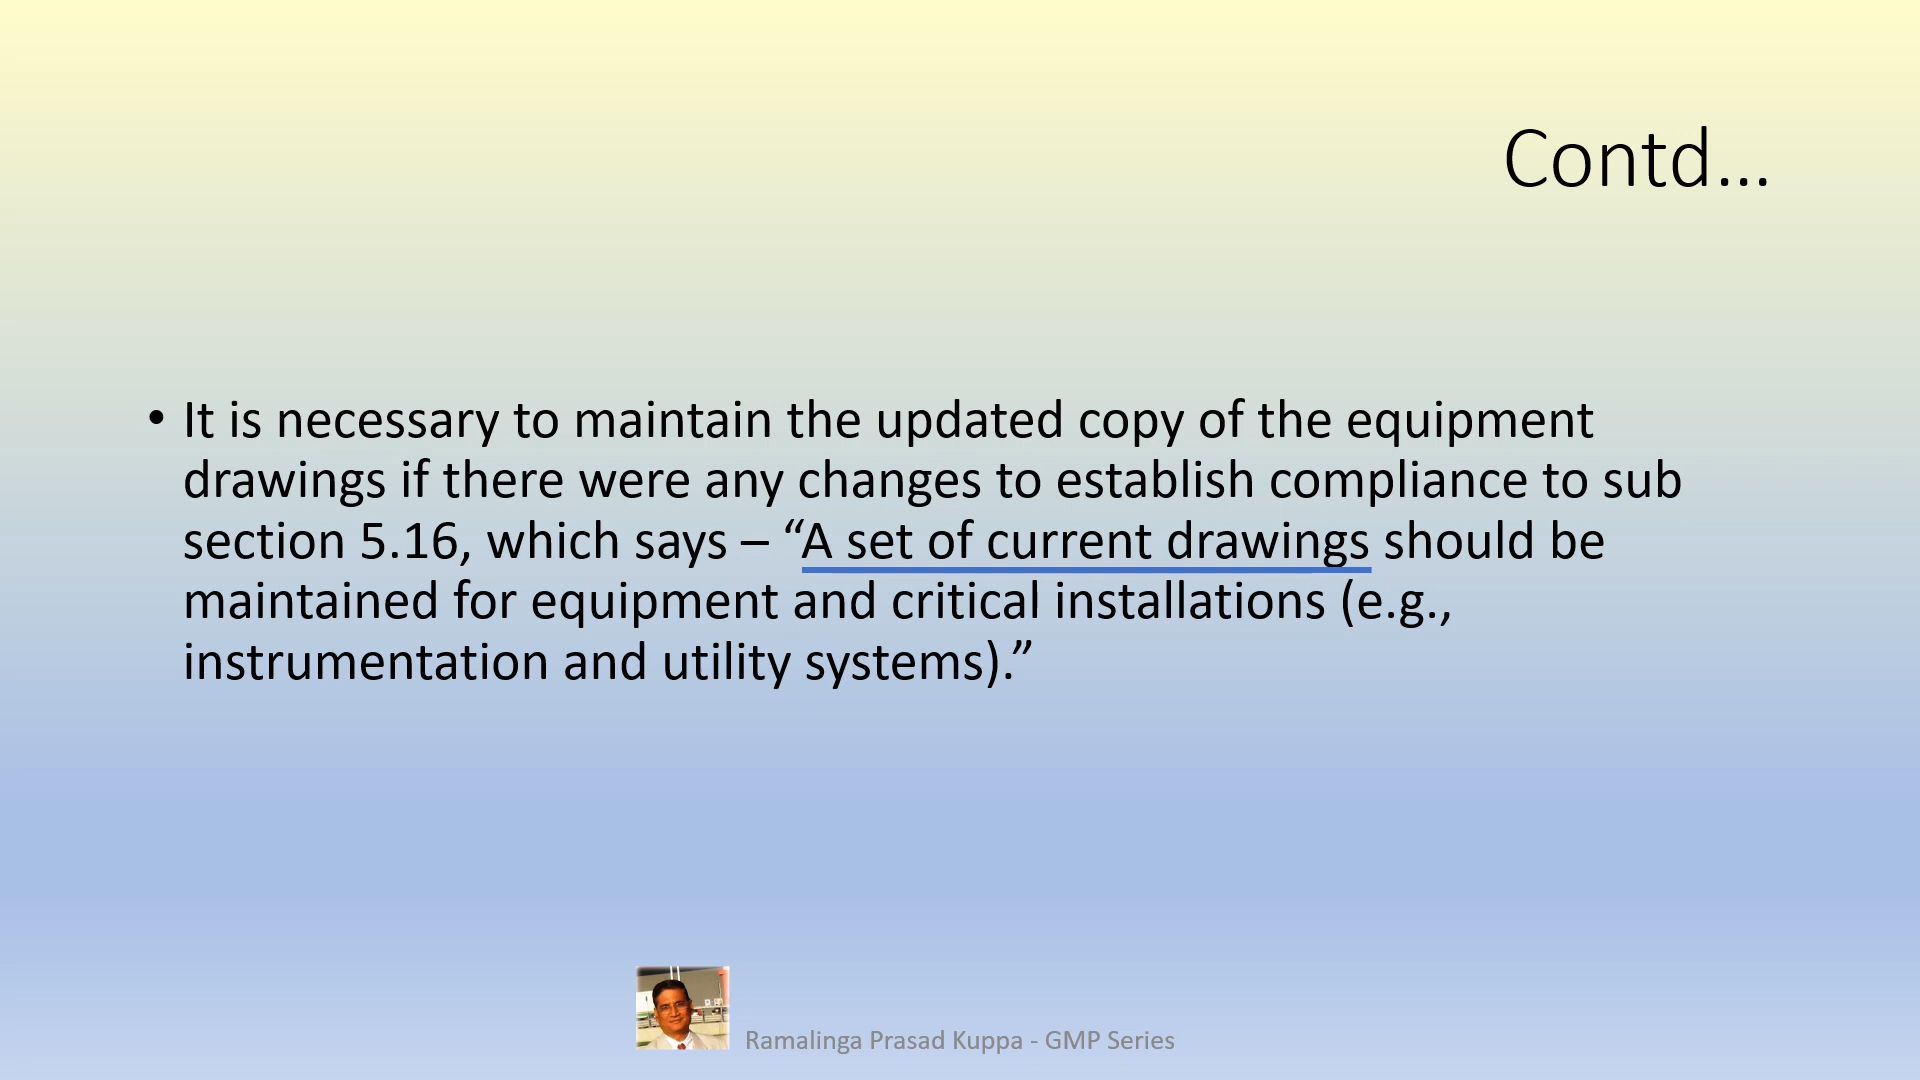 Contd...
• It is necessary to maintain the updated copy of the equipment
drawings if there were any changes to establish compliance to sub
section 5.16, which says – “A set of current drawings should be
maintained for equipment and critical installations (e.g.,
instrumentation and utility systems).”
Ramalinga Prasad Kuppa - GMP Series